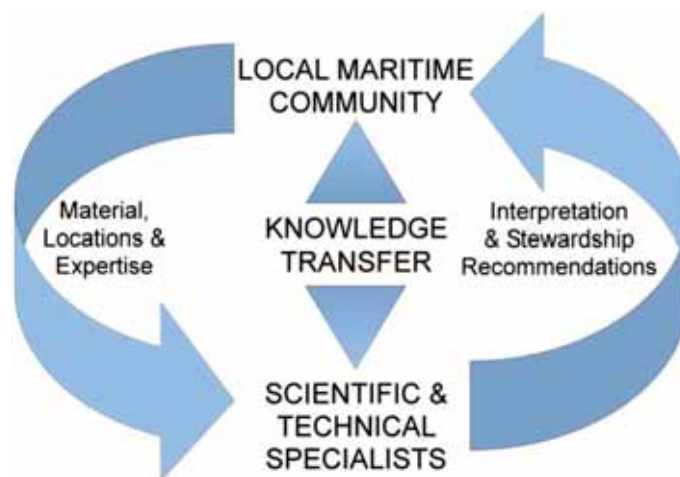 LOCAL MARITIME
COMMUNITY
Material,
Locations &
Expertise
KNOWLEDGE
TRANSFER
Interpretation
& Stewardship
Recommendations
SCIENTIFIC &
TECHNICAL
SPECIALISTS